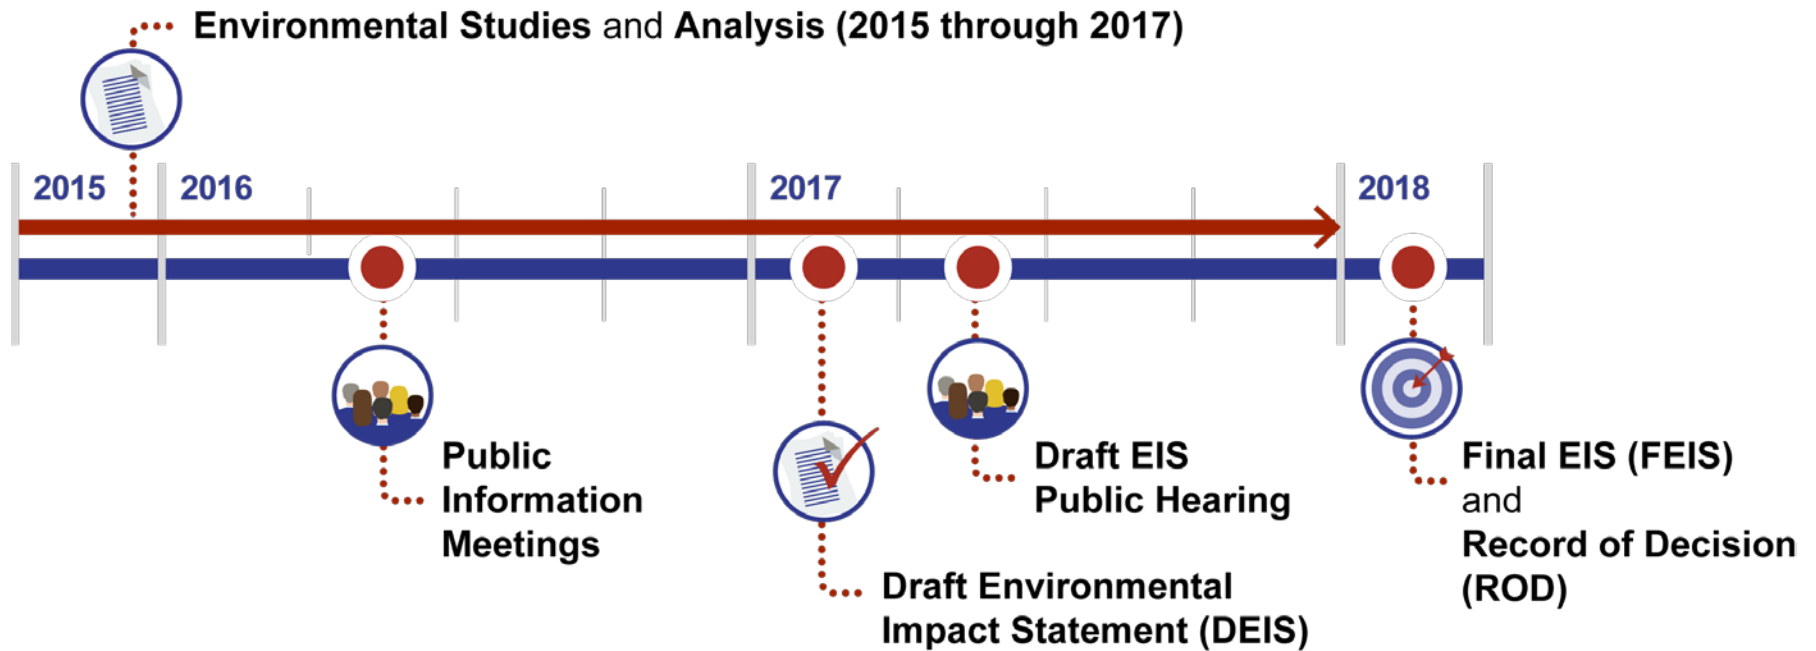 Environmental Studies and Analysis (2015 through 2017)
2015
2016
2017
2018
Public
Information
Meetings
Draft Environmental
Impact Statement (DEIS)
Draft EIS
Public Hearing
Final EIS (FEIS)
and
Record of Decision
(ROD)